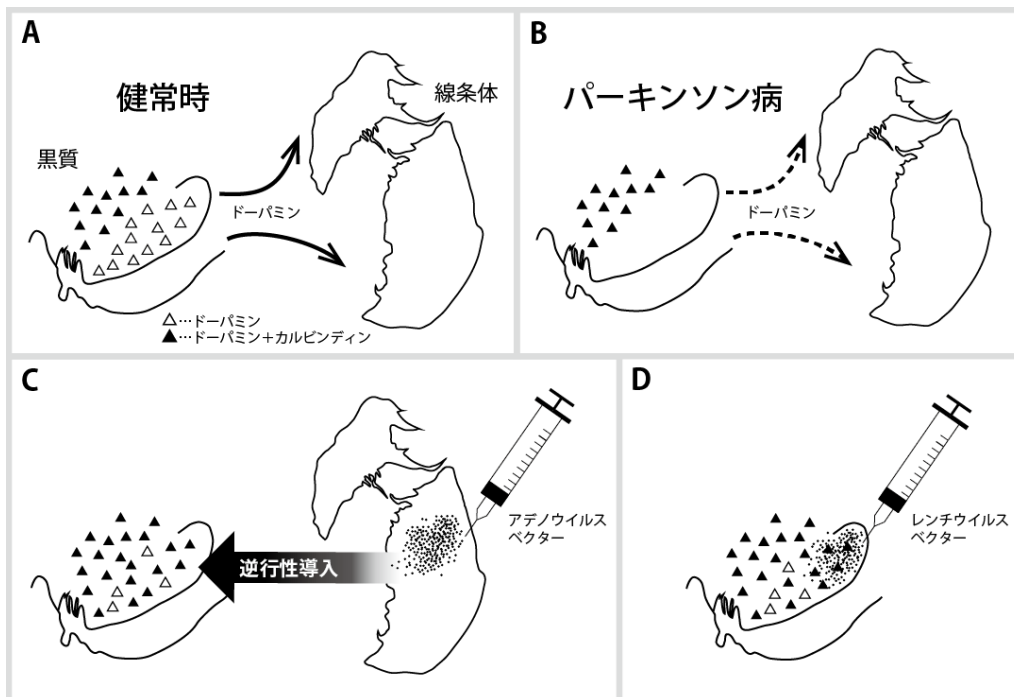 A
健常時
線条体
黒質
ドーパミン
△…ドーパミン
▲…ドーパミン+カルビンディン
B
パーキンソン病
ドーパミン
C
アデノウイルス
ベクター
逆行性導入
D
レンチウイルス
ベクター